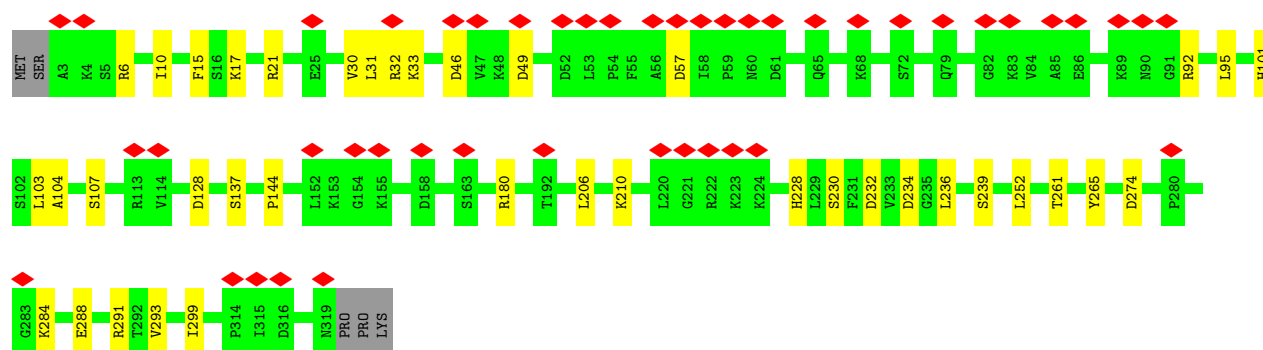 MET SER A3 K4 S5 R6 I10 F15 S16 K17 R21 E25 V30 L31 R32 K33 D46 V47 K48 D49 D52 L53 P54 F55 A56 D57 I58 P59 N60 D61 Q65 K68 S72 Q79 G82 K83 V84 A85 E86 K89 N90 G91 R92 L95 H101
S102 L103 A104 S107 R113 V114 D128 S137 P144 L152 K153 G154 K155 D158 S163 R180 T192 L206 K210 L220 G221 R222 K223 K224 H228 L229 S230 F231 D232 V233 D234 G235 L236 S239 L252 T261 Y265 D274 P280
G283 K284 E288 R291 T292 V293 I299 P314 I315 D316 N319 PRO PRO LYS